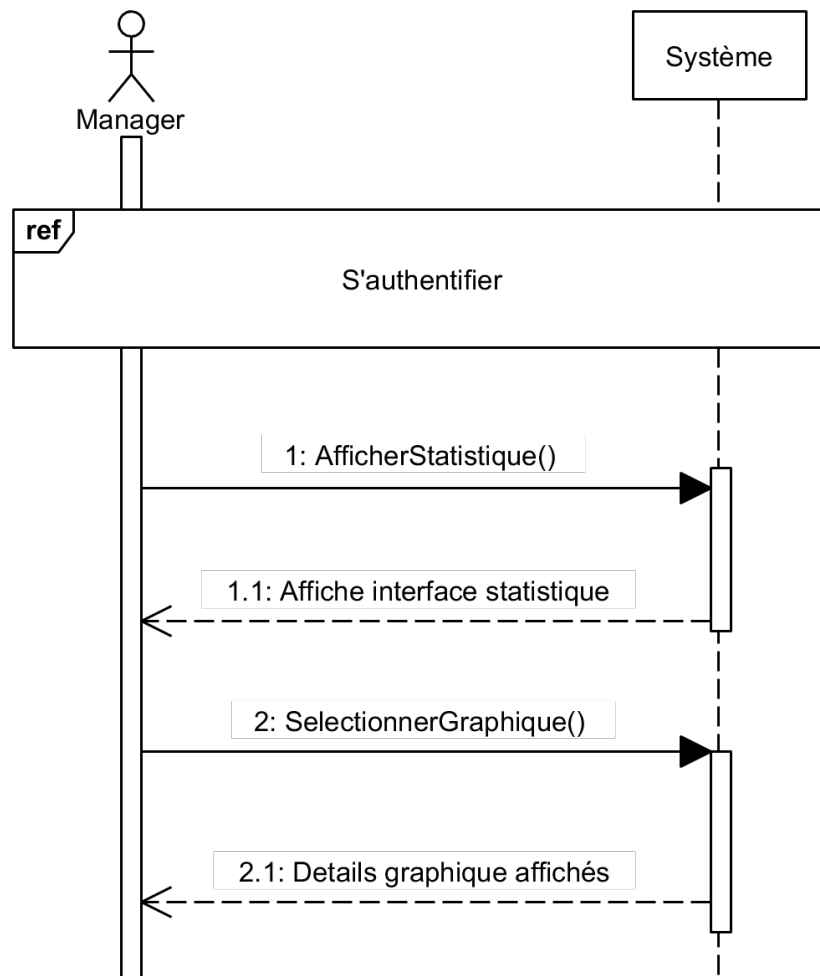 Manager
Système
ref
S'authentifier
1: AfficherStatistique()
1.1: Affiche interface statistique
2: SelectionnerGraphique()
2.1: Details graphique affichés